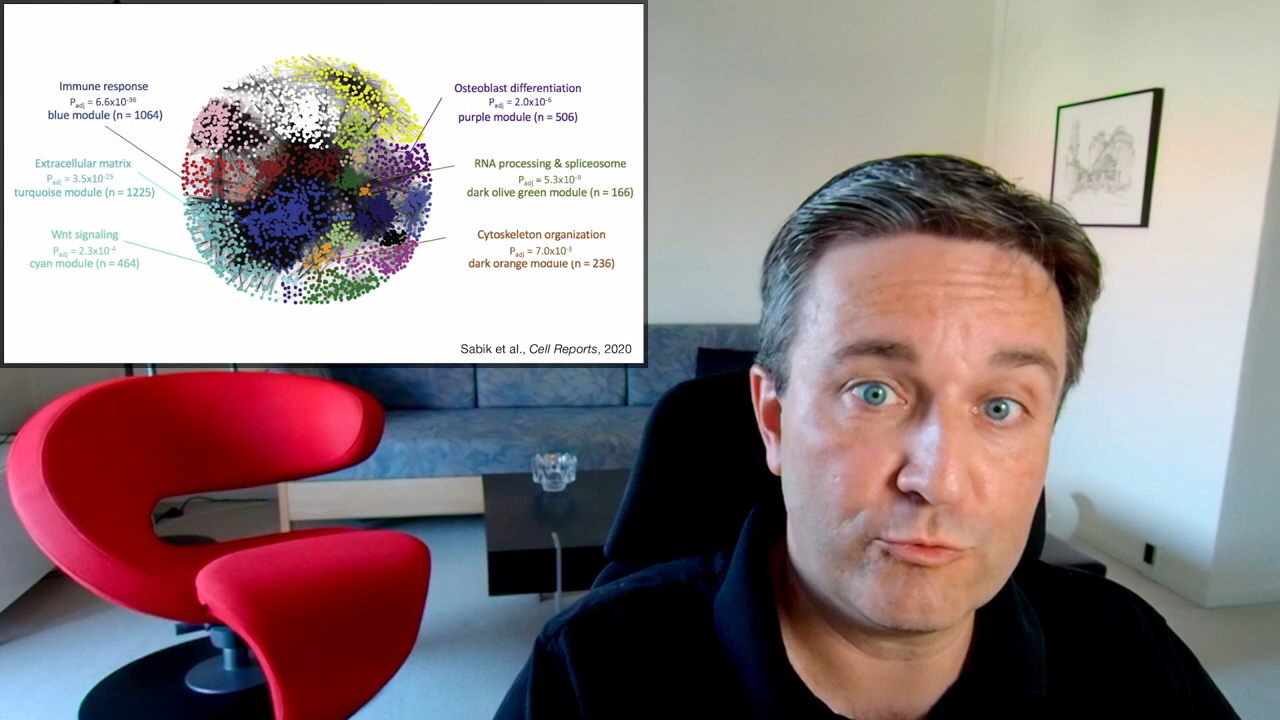 Immune response
Padj = 6.6x10-36
blue module (n = 1064)
Extracellular matrix
Padj = 3.5x10-25
turquoise module (n = 1225)
Wnt signaling
Padj = 2.3x10-4
cyan module (n = 464)
Osteoblast differentiation
Padj = 2.0x10-6
purple module (n = 506)
RNA processing & spliceosome
Padj = 5.3x10-9
dark olive green module (n = 166)
Cytoskeleton organization
Padj = 7.0x10-3
dark orange module (n = 236)
Sabik et al., Cell Reports, 2020